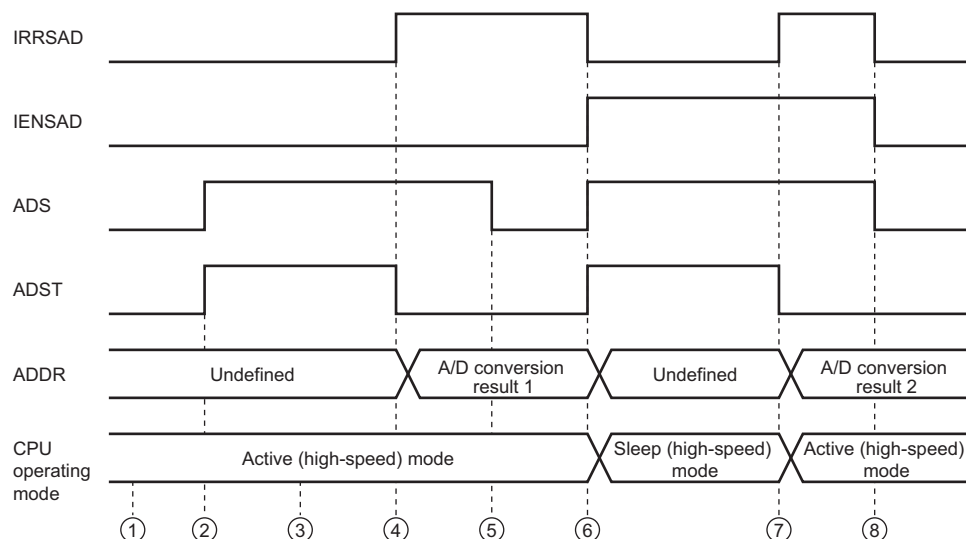 IRRSAD
IENSAD
ADS
ADST
ADDR
Undefined
A/D conversion
result 1
Undefined
A/D conversion
result 2
CPU
operating
mode
Active (high-speed) mode
Sleep (high-speed)
mode
Active (high-speed)
mode
① ② ③ ④ ⑤ ⑥ ⑦ ⑧